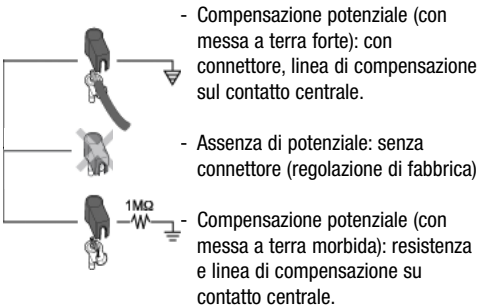 - Compensazione potenziale (con
messa a terra forte): con
connettore, linea di compensazione
sul contatto centrale.
- Assenza di potenziale: senza
connettore (regolazione di fabbrica)
1MΩ
- Compensazione potenziale (con
messa a terra morbida): resistenza
e linea di compensazione su
contatto centrale.